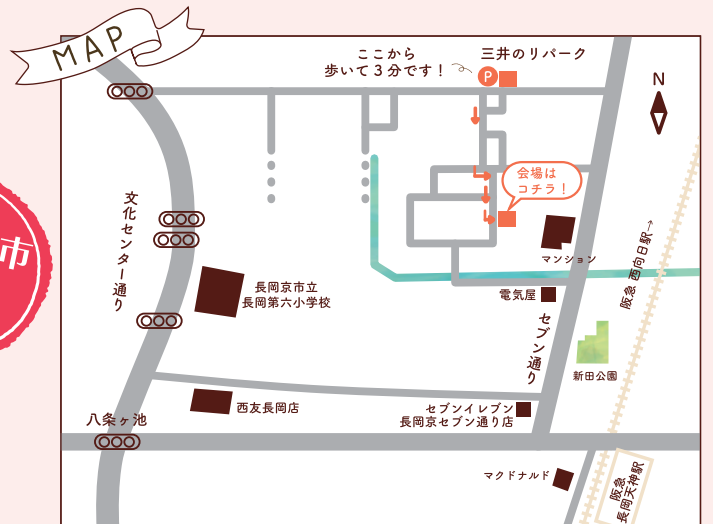 MAP
ここから
歩いて３分です！
三井のリパーク
P
N
会場は
コチラ！
文化センター通り
市
マンション
阪急 西向日駅→
長岡京市立
長岡第六小学校
電気屋
セブン通り
新田公園
西友長岡店
セブンイレブン
長岡京セブン通り店
八条ヶ池
マクドナルド
阪急
長岡天神駅